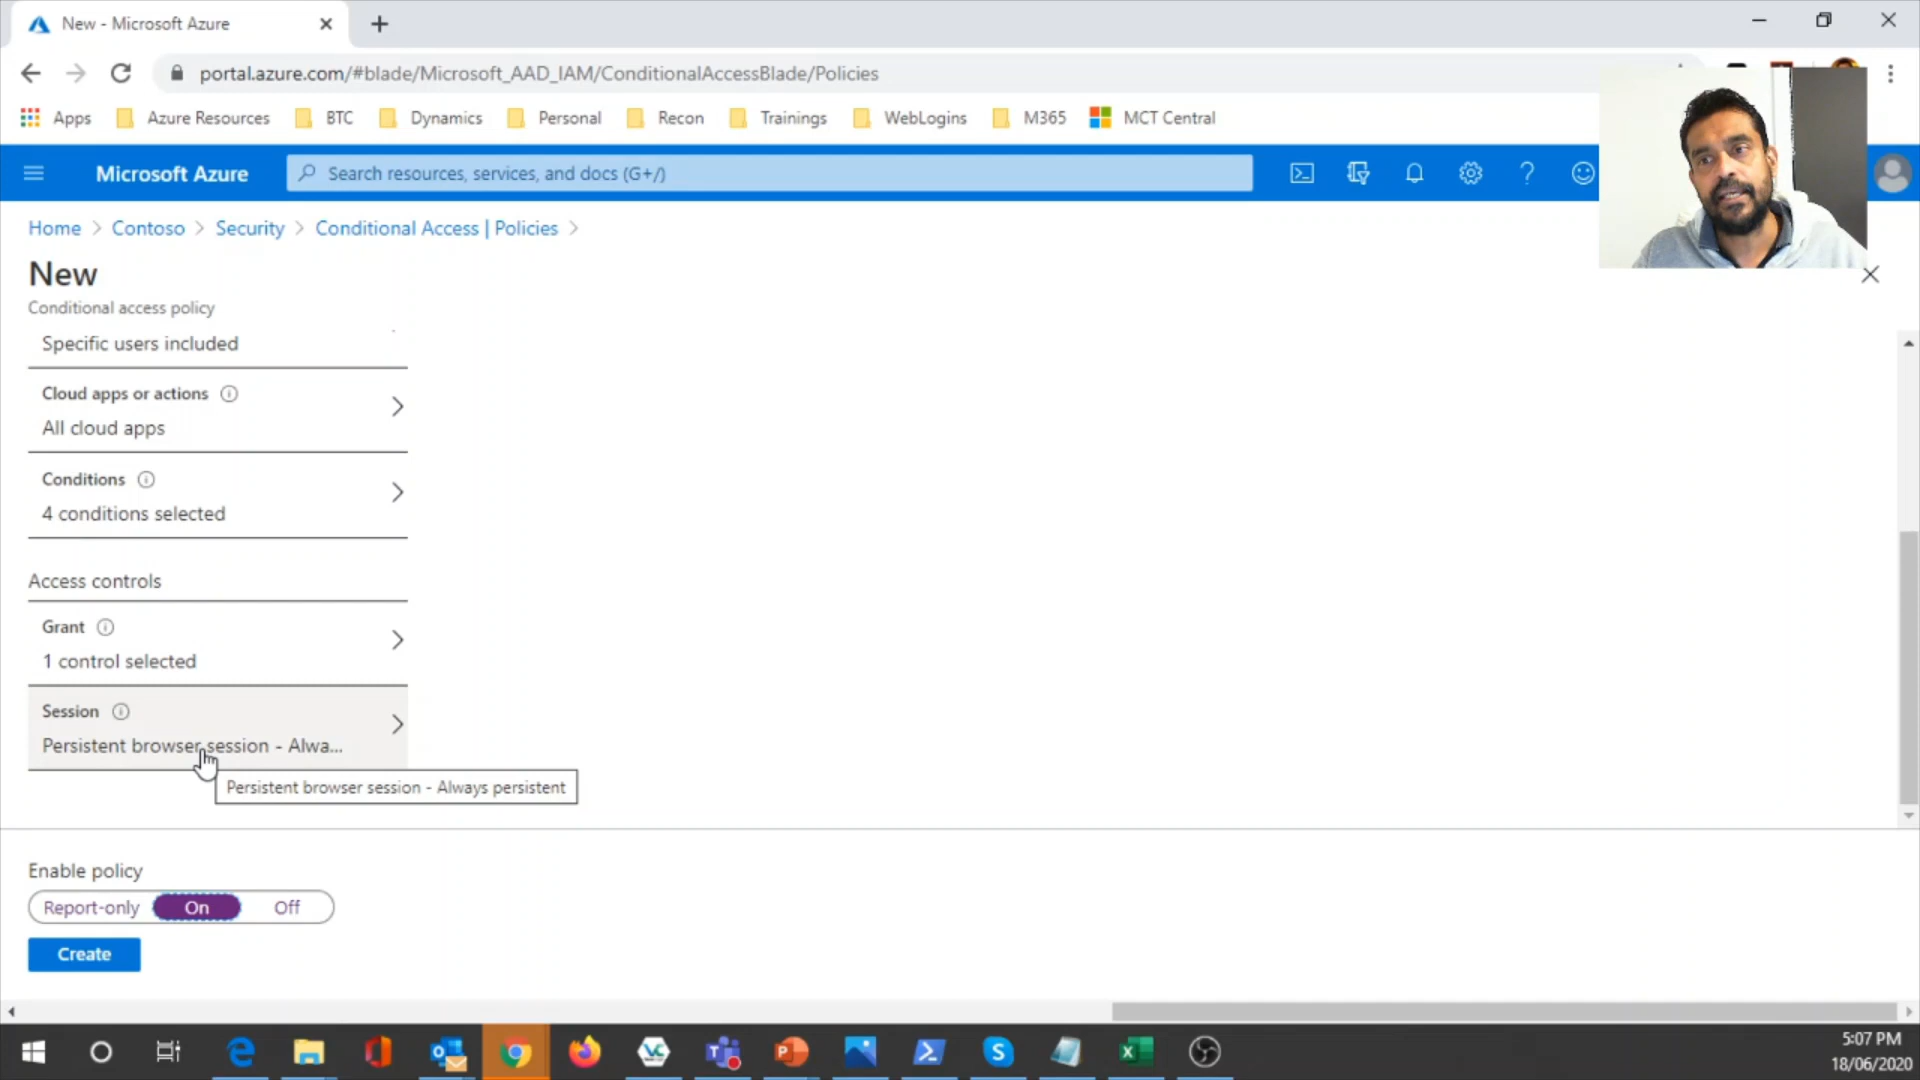 New - Microsoft Azure
portal.azure.com/#blade/Microsoft_AAD_IAM/ConditionalAccessBlade/Policies
Apps Azure Resources BTC Dynamics Personal Recon Trainings WebLogins M365 MCT Central
Microsoft Azure Search resources, services, and docs (G+/)
Home > Contoso > Security > Conditional Access | Policies >
New
Conditional access policy
Specific users included
Cloud apps or actions
All cloud apps
Conditions
4 conditions selected
Access controls
Grant
1 control selected
Session
Persistent browser session - Alwa...
Persistent browser session - Always persistent
Enable policy
Report-only On Off
Create
5:07 PM
18/06/2020